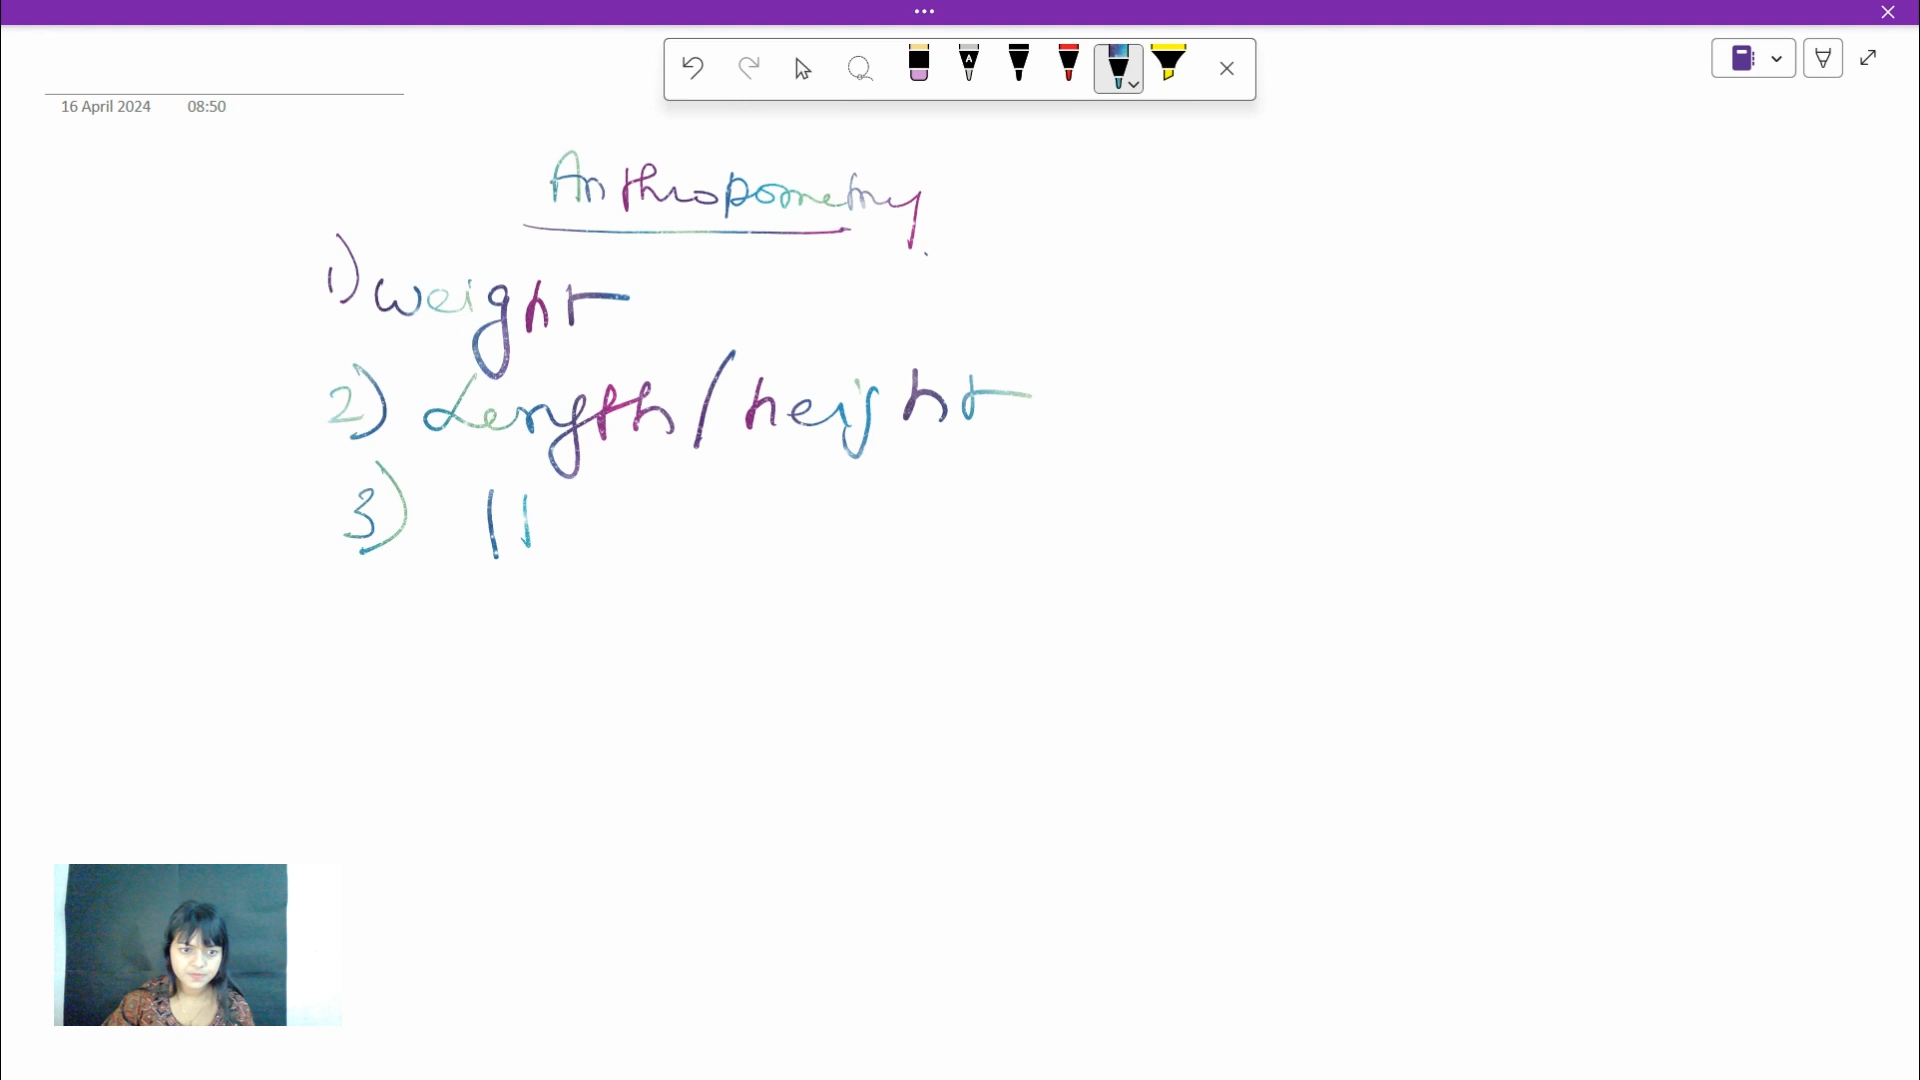 16 April 2024 08:50
Anthropometry
1) weight
2) Length/height
3)